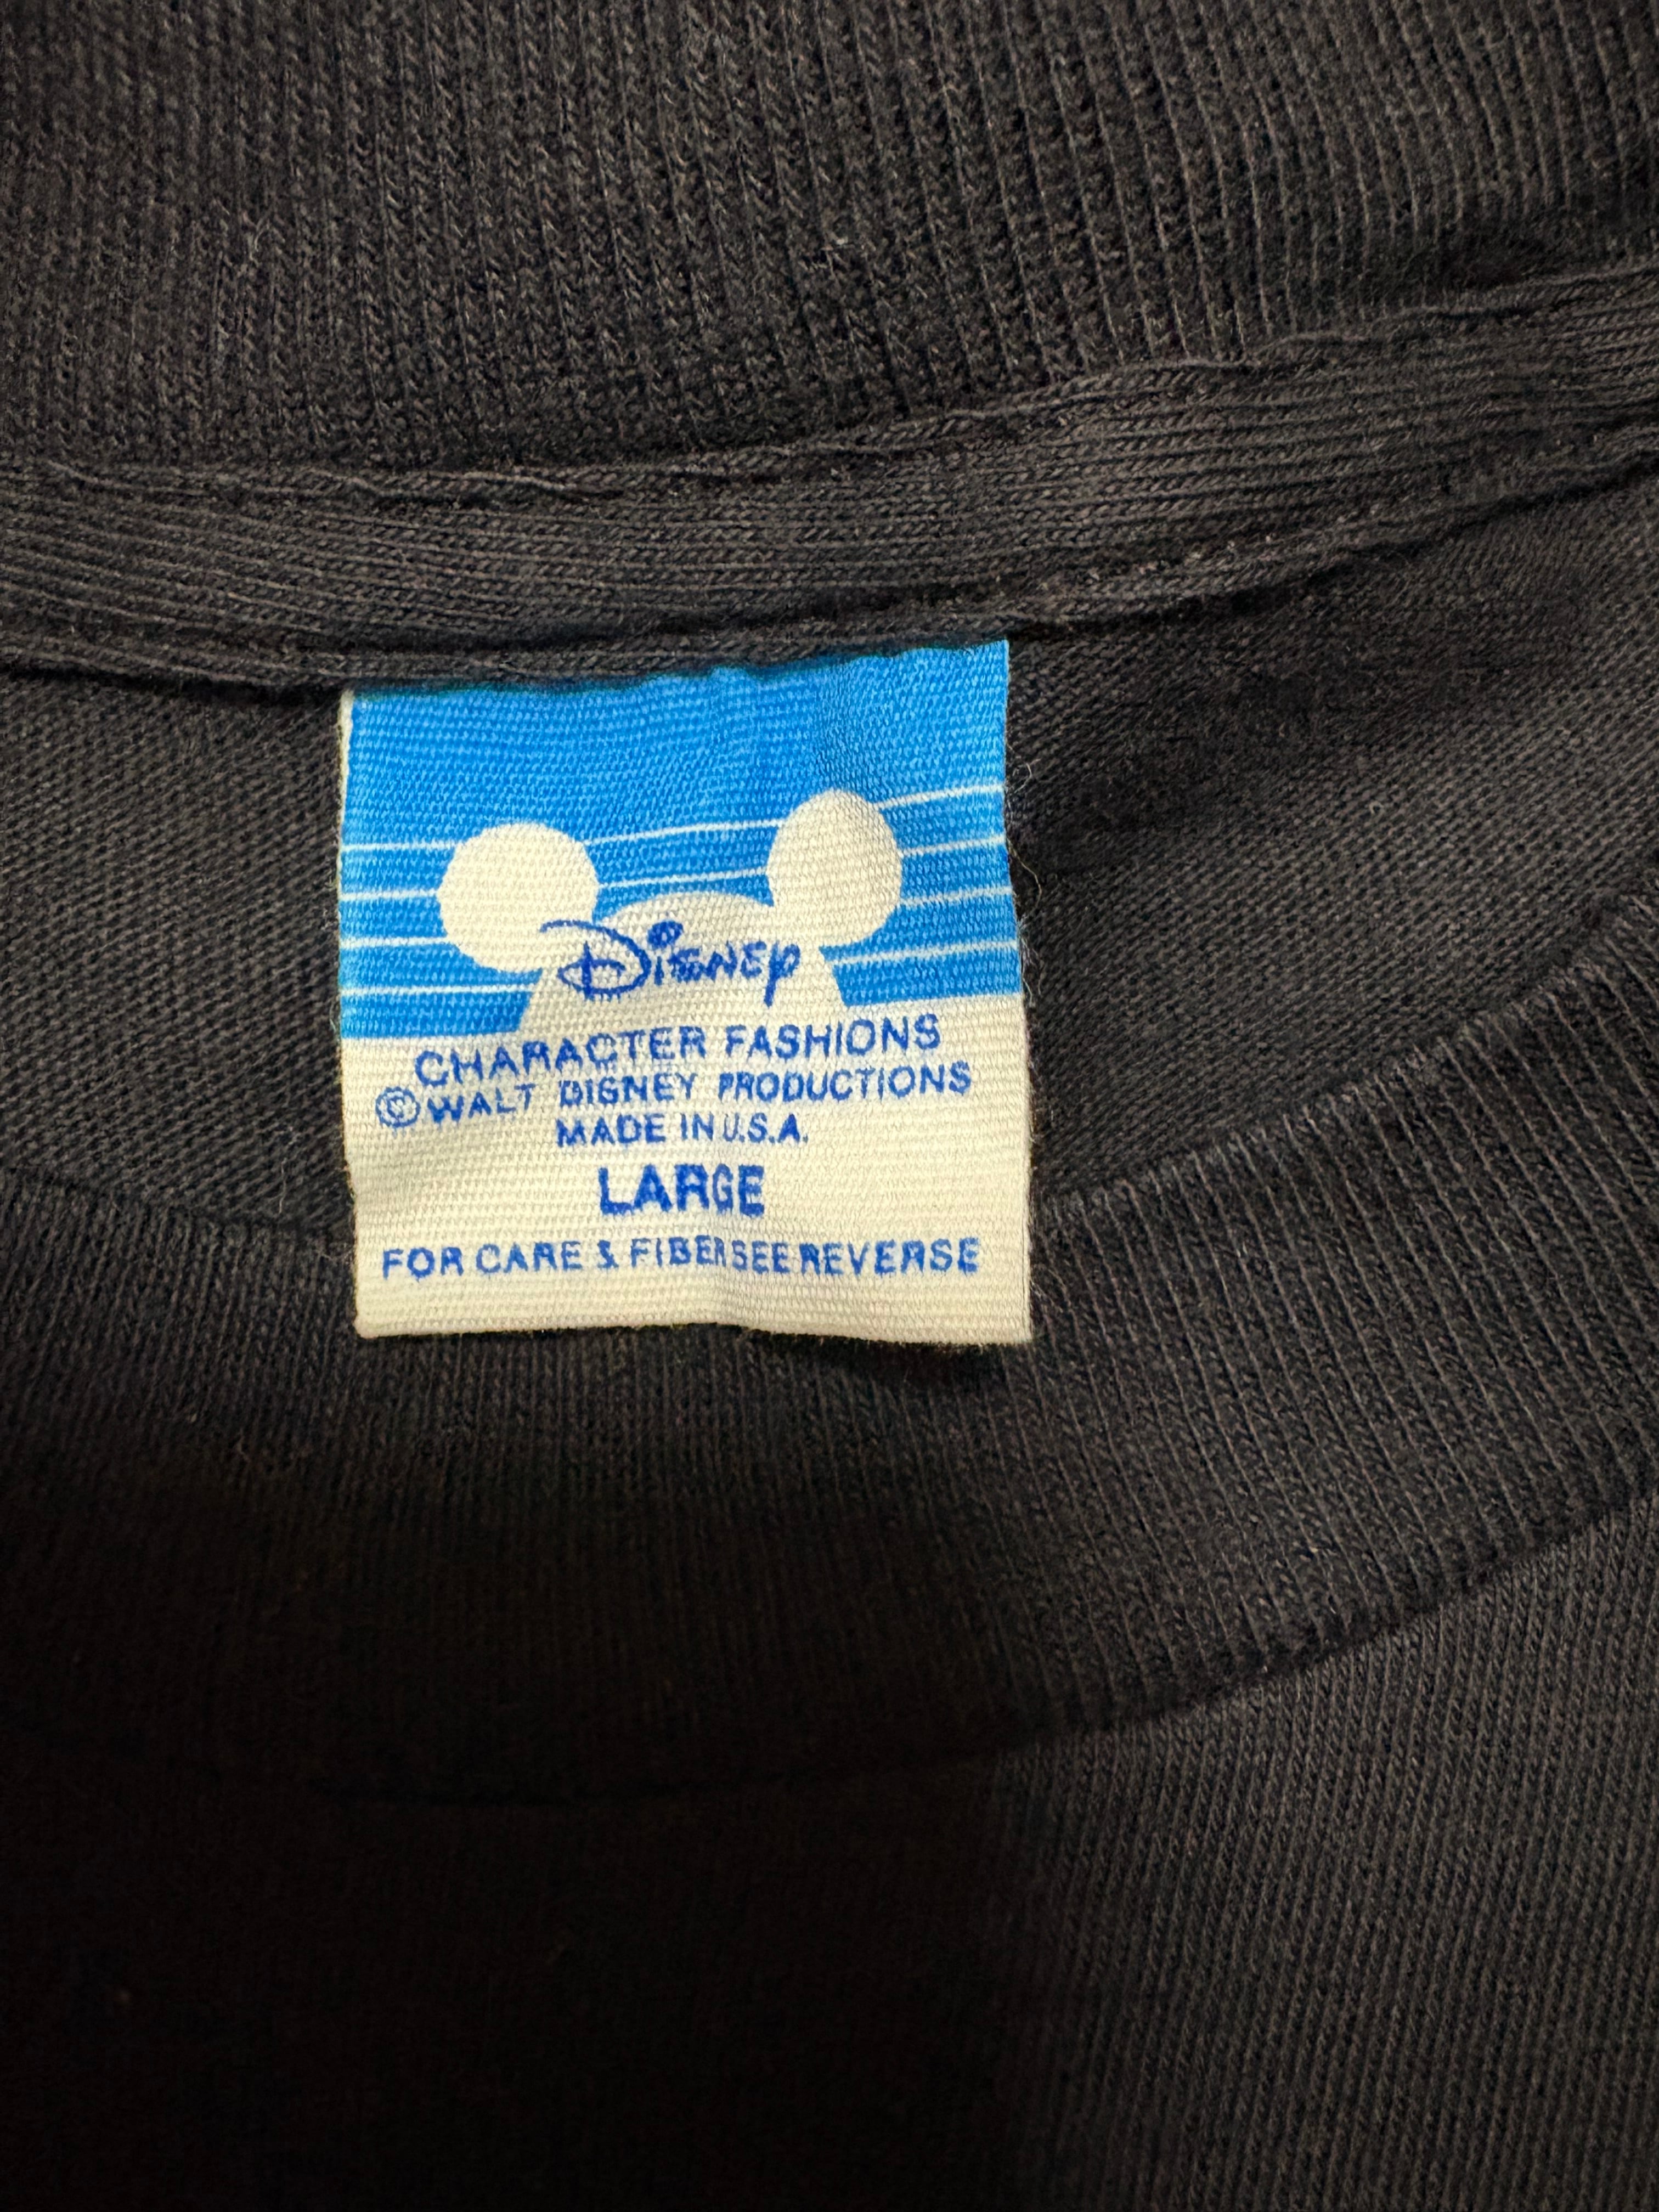 Disney
CHARACTER FASHIONS
© WALT DISNEY PRODUCTIONS
MADE IN U.S.A.
LARGE
FOR CARE & FIBER SEE REVERSE